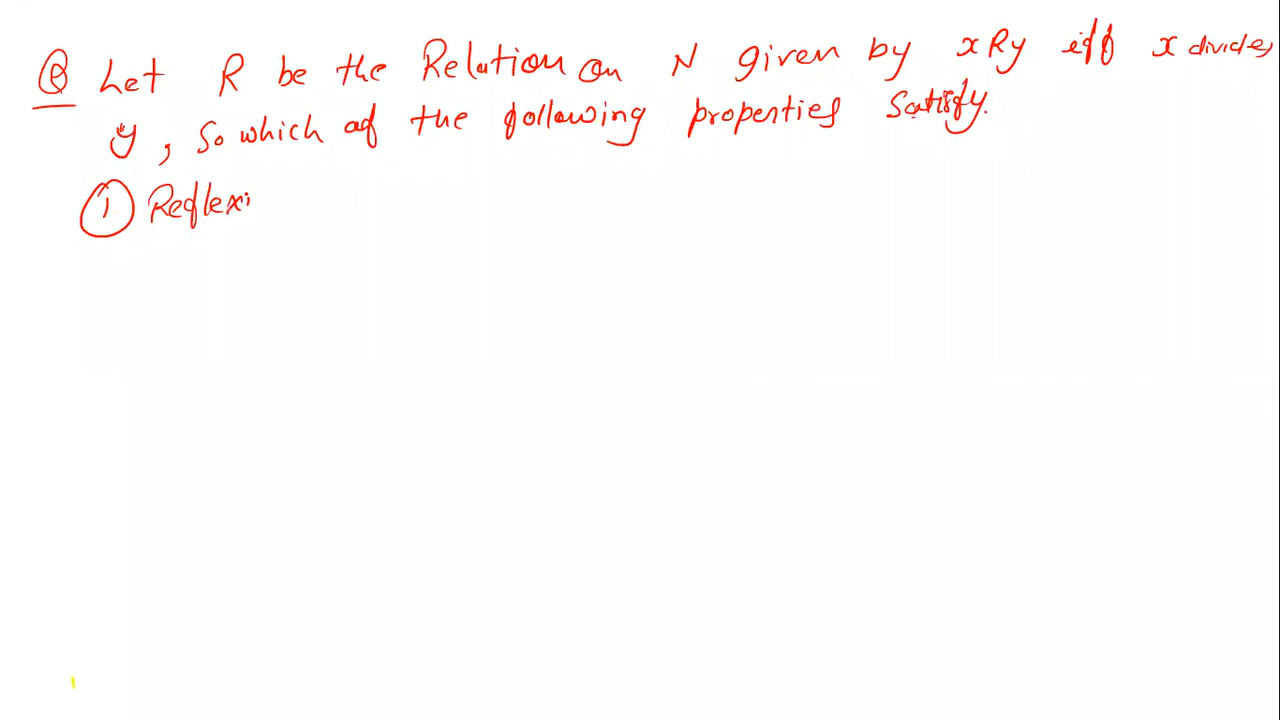 Q Let R be the Relation on N given by xRy iff x divides
y, So which of the following properties Satisfy.
① Reflexi